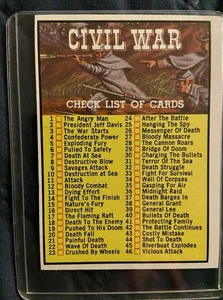 CIVIL WAR
CHECK LIST OF CARDS
1 The Angry Man
2 President Jeff Davis
3 The War Starts
4 Confederate Power
5 Exploding Fury
6 Pulled to Safety
7 Death At Sea
8 Destructive Blow
9 Savages Attack
10 Destruction at Sea
11 Attack
12 Bloody Combat
13 Dying Effort
14 Fight To The Finish
15 Nature's Fury
16 Direct Hit
17 The Flaming Raft
18 Death To The Enemy
19 Pushed To His Doom
20 Death Fall
21 Painful Death
22 Wave Of Death
23 Crushed By Wheels
24 After The Battle
25 Hanging The Spy
26 Messenger Of Death
27 Bloody Massacre
28 The Cannon Roars
29 Bridge Of Doom
30 Charging The Bullets
31 Terror Of The Sea
32 Death Struggle
33 Fight For Survival
34 Wall Of Corpses
35 Gasping For Air
36 Midnight Raid
37 Death Barges In
38 General Grant
39 General Lee
40 Bullets Of Death
41 Protecting Family
42 The Battle Continues
43 Costly Mistake
44 Shot To Death
45 Riverboat Explodes
46 Vicious Attack